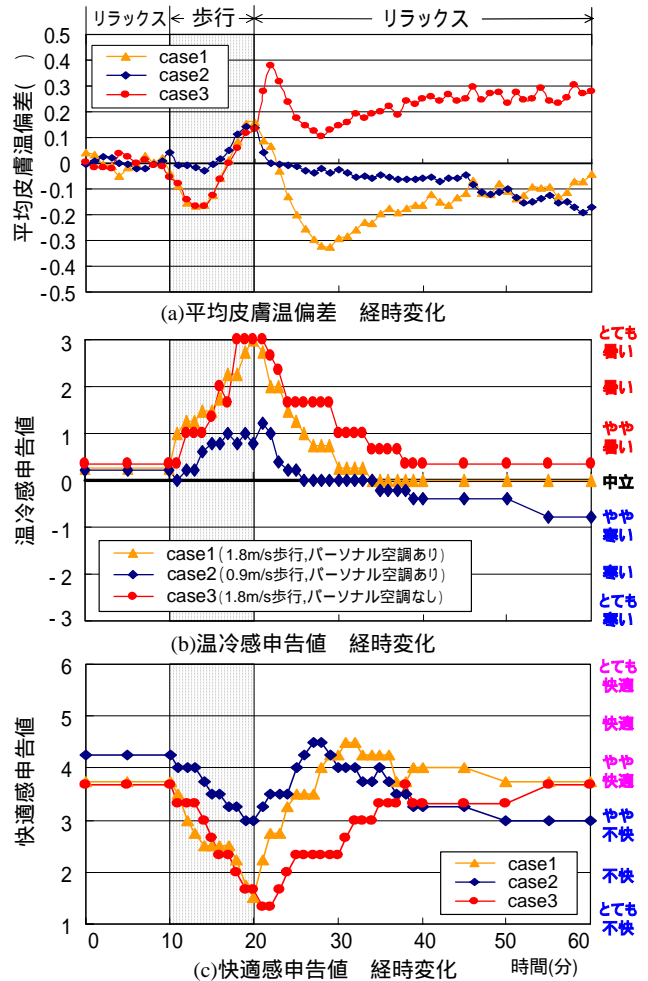 リラックス 歩行 リラックス
平均皮膚温偏差( )
0.5
0.4
0.3
0.2
0.1
0
-0.1
-0.2
-0.3
-0.4
-0.5
case1
case2
case3
(a)平均皮膚温偏差 経時変化
温冷感申告値
3
2
1
0
-1
-2
-3
とても
暑い
暑い
やや
暑い
中立
やや
寒い
寒い
とても
寒い
case1(1.8m/s歩行,パーソナル空調あり)
case2(0.9m/s歩行,パーソナル空調あり)
case3(1.8m/s歩行,パーソナル空調なし)
(b)温冷感申告値 経時変化
快適感申告値
6
5
4
3
2
1
とても
快適
快適
やや
快適
やや
不快
不快
とても
不快
case1
case2
case3
0 10 20 30 40 50 60
(c)快適感申告値 経時変化 時間(分)